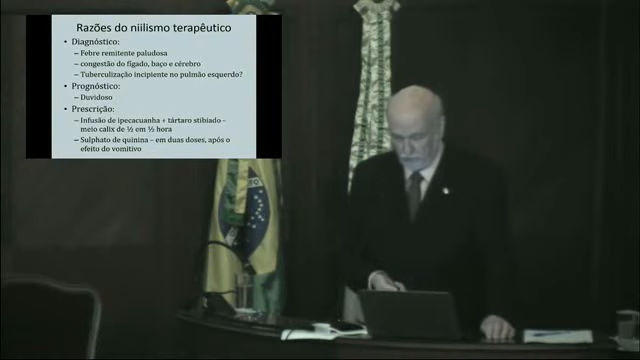 Razões do niilismo terapêutico
• Diagnóstico:
– Febre remitente paludosa
– congestão do fígado, baço e cérebro
– Tuberculização incipiente no pulmão esquerdo?
• Prognóstico:
– Duvidoso
• Prescrição:
– Infusão de ipecacuanha + tártaro stibiado –
meio calix de ½ em ½ hora
– Sulphato de quinina – em duas doses, após o
efeito do vomitivo